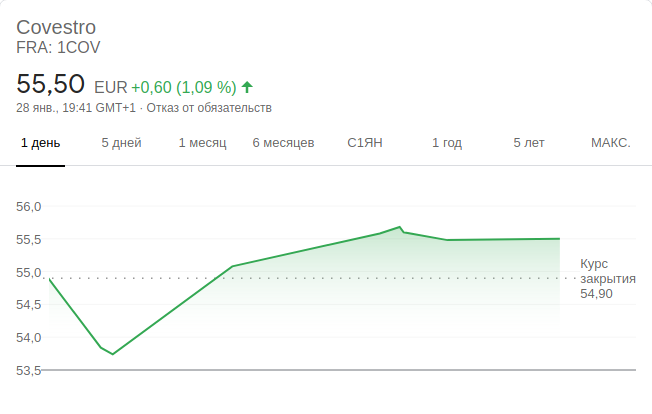 Covestro
FRA: 1COV
55,50 EUR +0,60 (1,09 %)
28 янв., 19:41 GMT+1 · Отказ от обязательств
1 день 5 дней 1 месяц 6 месяцев С1ЯН 1 год 5 лет МАКС.
56,0
55,5
55,0
54,5
54,0
53,5
Курс
закрытия
54,90